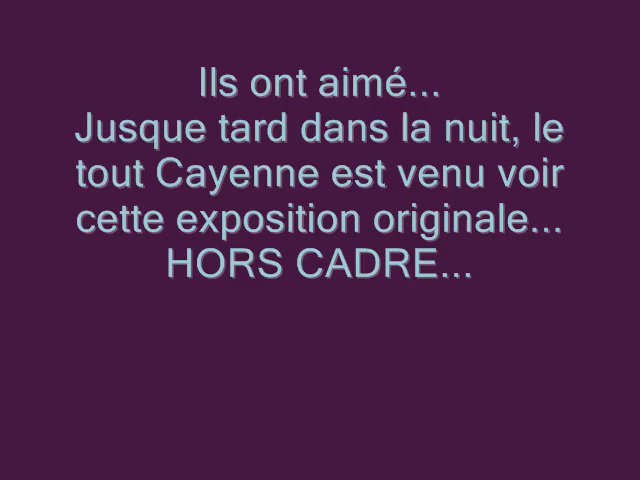 Ils ont aimé...
Jusque tard dans la nuit, le
tout Cayenne est venu voir
cette exposition originale...
HORS CADRE...